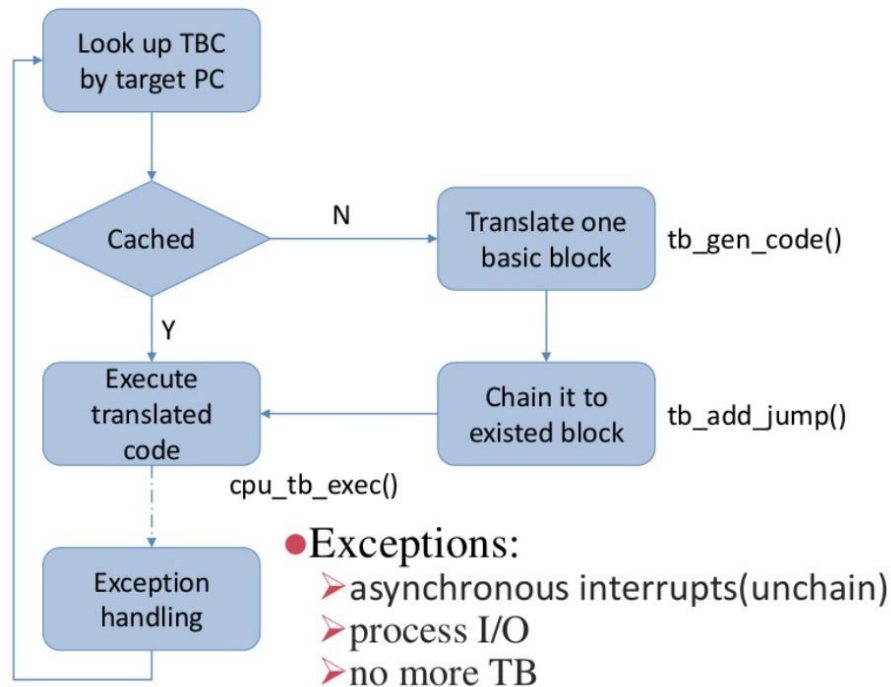 Look up TBC
by target PC
Cached
N
Translate one
basic block
tb_gen_code()
Y
Execute
translated
code
Chain it to
existed block
tb_add_jump()
cpu_tb_exec()
Exception
handling
●Exceptions:
➢asynchronous interrupts(unchain)
➢process I/O
➢no more TB